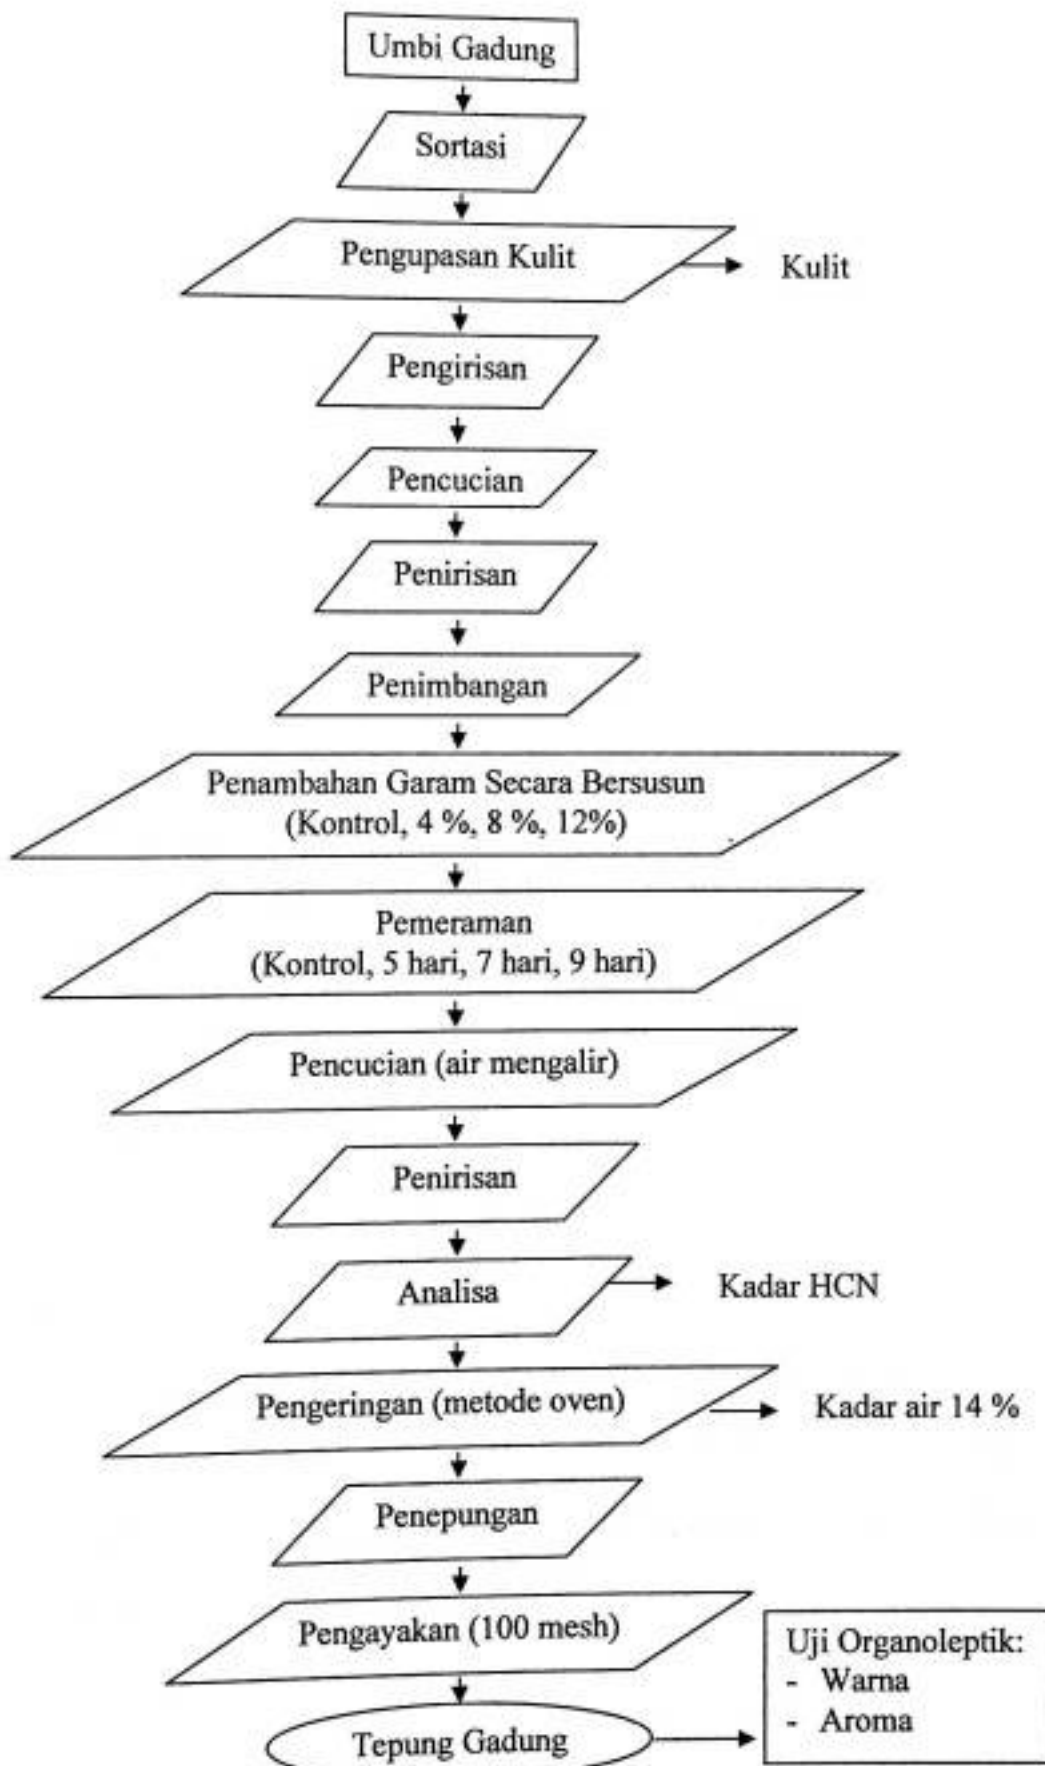 Umbi Gadung
Sortasi
Pengupasan Kulit
Kulit
Pengirisan
Pencucian
Penirisan
Penimbangan
Penambahan Garam Secara Bersusun
(Kontrol, 4 %, 8 %, 12%)
Pemeraman
(Kontrol, 5 hari, 7 hari, 9 hari)
Pencucian (air mengalir)
Penirisan
Analisa
Kadar HCN
Pengeringan (metode oven)
Kadar air 14 %
Penepungan
Pengayakan (100 mesh)
Tepung Gadung
Uji Organoleptik:
- Warna
- Aroma